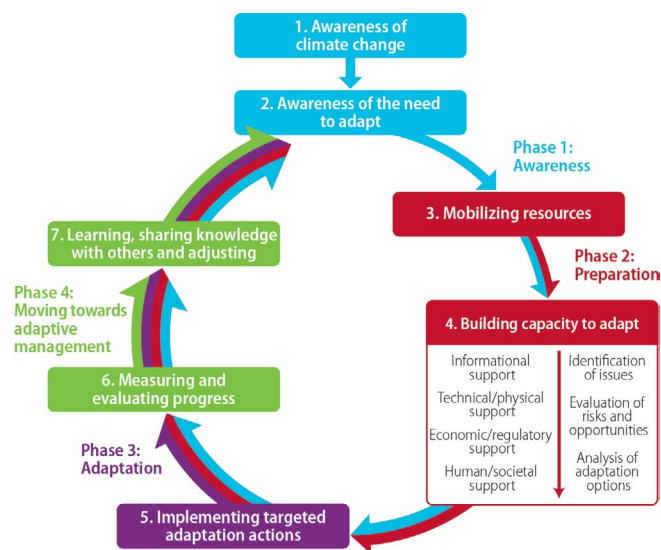 1. Awareness of
climate change
2. Awareness of the need
to adapt
Phase 1:
Awareness
3. Mobilizing resources
Phase 2:
Preparation
4. Building capacity to adapt
Informational
support
Technical/physical
support
Economic/regulatory
support
Human/societal
support
Identification
of issues
Evaluation of
risks and
opportunities
Analysis of
adaptation
options
5. Implementing targeted
adaptation actions
Phase 3:
Adaptation
6. Measuring and
evaluating progress
Phase 4:
Moving towards
adaptive
management
7. Learning, sharing knowledge
with others and adjusting